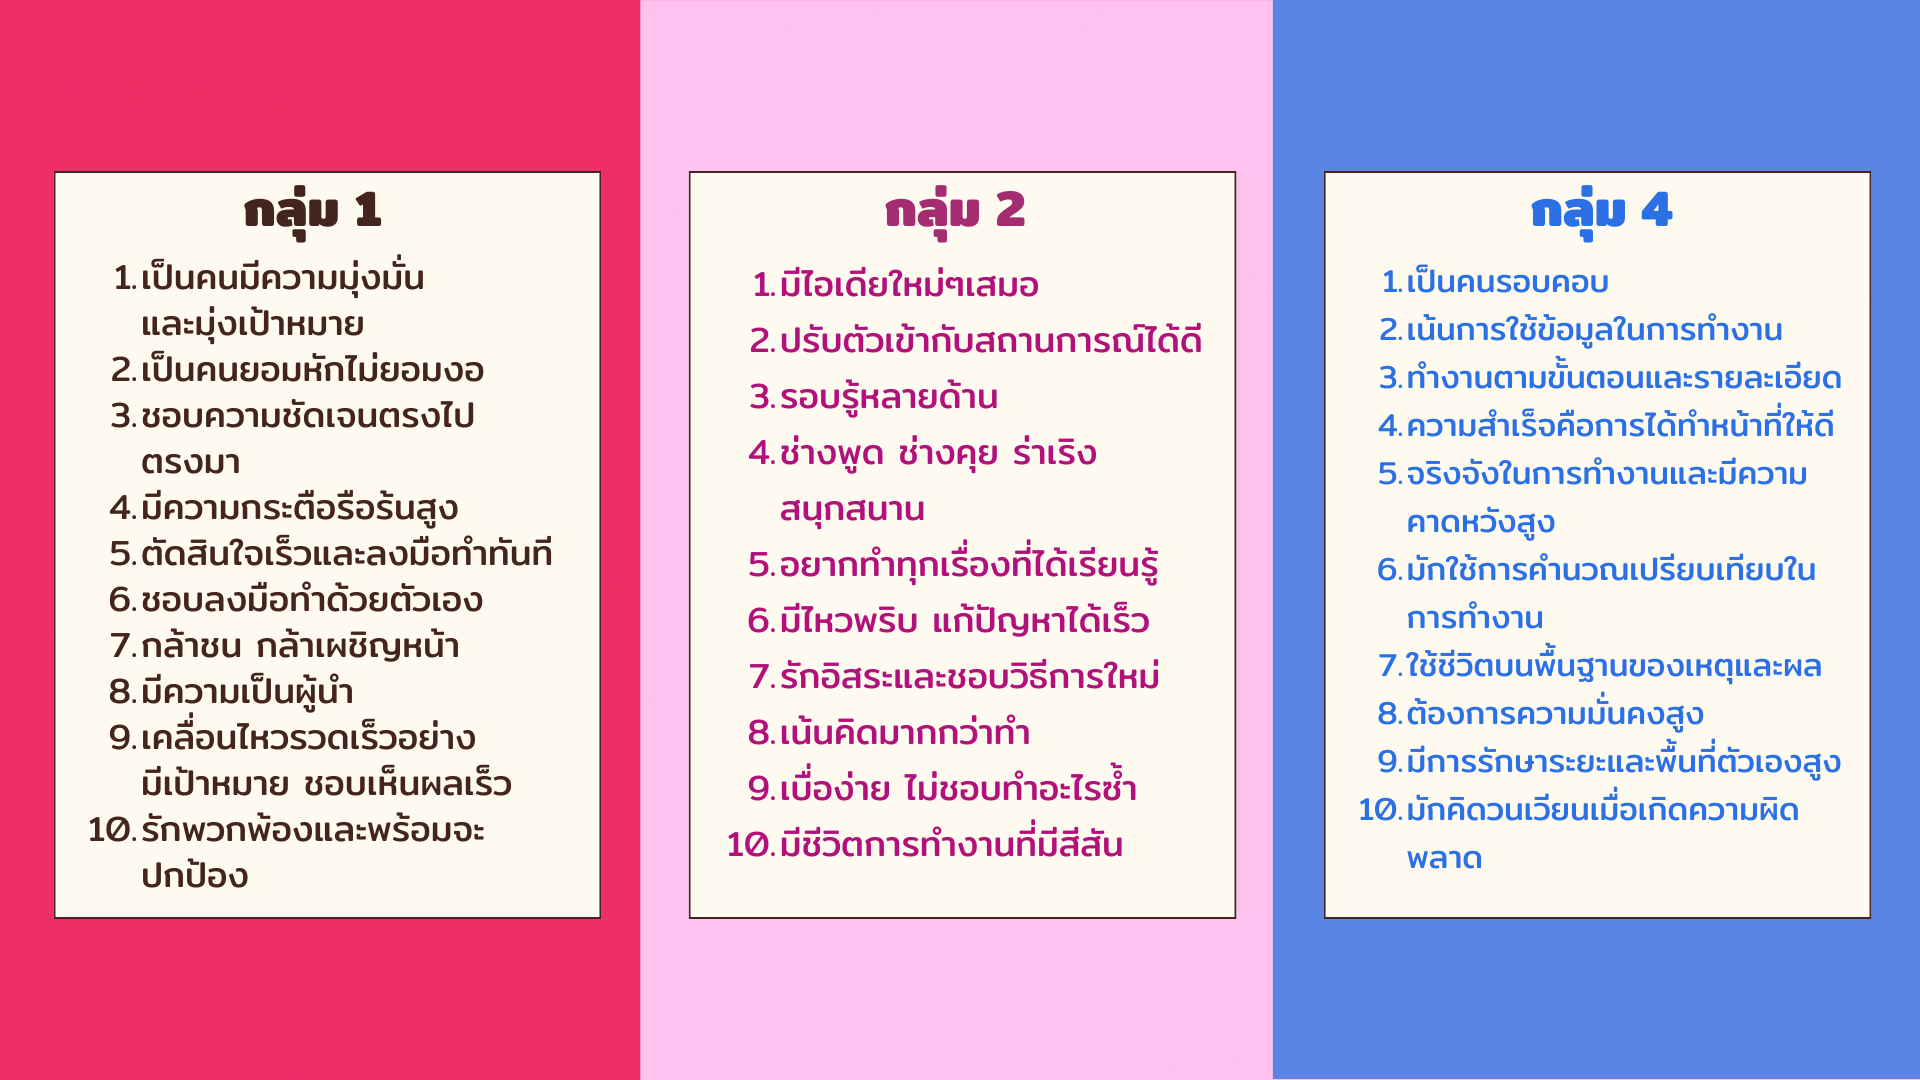 กลุ่ม 1
1. เป็นคนมีความมุ่งมั่น
และมุ่งเป้าหมาย
2. เป็นคนยอมหักไม่ยอมงอ
3. ชอบความชัดเจนตรงไป
ตรงมา
4. มีความกระตือรือร้นสูง
5. ตัดสินใจเร็วและลงมือทำทันที
6. ชอบลงมือทำด้วยตัวเอง
7. กล้าชน กล้าเผชิญหน้า
8. มีความเป็นผู้นำ
9. เคลื่อนไหวรวดเร็วอย่าง
มีเป้าหมาย ชอบเห็นผลเร็ว
10. รักพวกพ้องและพร้อมจะ
ปกป้อง
กลุ่ม 2
1. มีไอเดียใหม่ๆเสมอ
2. ปรับตัวเข้ากับสถานการณ์ได้ดี
3. รอบรู้หลายด้าน
4. ช่างพูด ช่างคุย ร่าเริง
สนุกสนาน
5. อยากทำทุกเรื่องที่ได้เรียนรู้
6. มีไหวพริบ แก้ปัญหาได้เร็ว
7. รักอิสระและชอบวิธีการใหม่
8. เน้นคิดมากกว่าทำ
9. เบื่อง่าย ไม่ชอบทำอะไรซ้ำ
10. มีชีวิตการทำงานที่มีสีสัน
กลุ่ม 4
1. เป็นคนรอบคอบ
2. เน้นการใช้ข้อมูลในการทำงาน
3. ทำงานตามขั้นตอนและรายละเอียด
4. ความสำเร็จคือการได้ทำหน้าที่ให้ดี
5. จริงจังในการทำงานและมีความ
คาดหวังสูง
6. มักใช้การคำนวณเปรียบเทียบใน
การทำงาน
7. ใช้ชีวิตบนพื้นฐานของเหตุและผล
8. ต้องการความมั่นคงสูง
9. มีการรักษาระยะและพื้นที่ตัวเองสูง
10. มักคิดวนเวียนเมื่อเกิดความผิด
พลาด